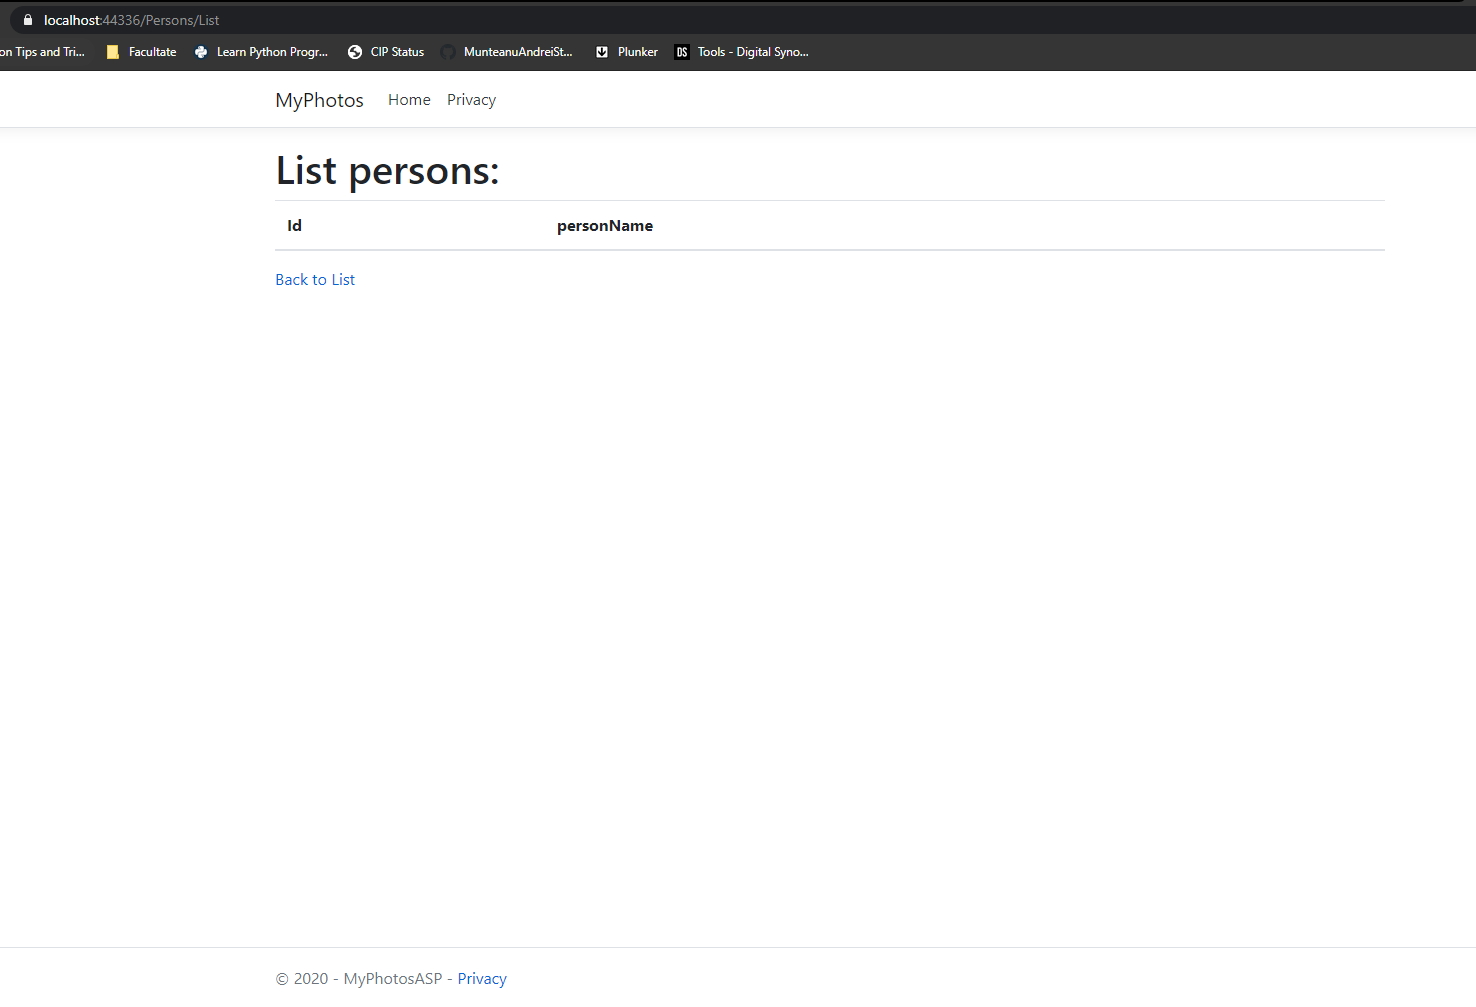 localhost:44336/Persons/List
on Tips and Tri... Facultate Learn Python Progr... CIP Status MunteanuAndreiSt... Plunker DS Tools - Digital Syno...
MyPhotos Home Privacy
List persons:
Id personName
Back to List
© 2020 - MyPhotosASP - Privacy